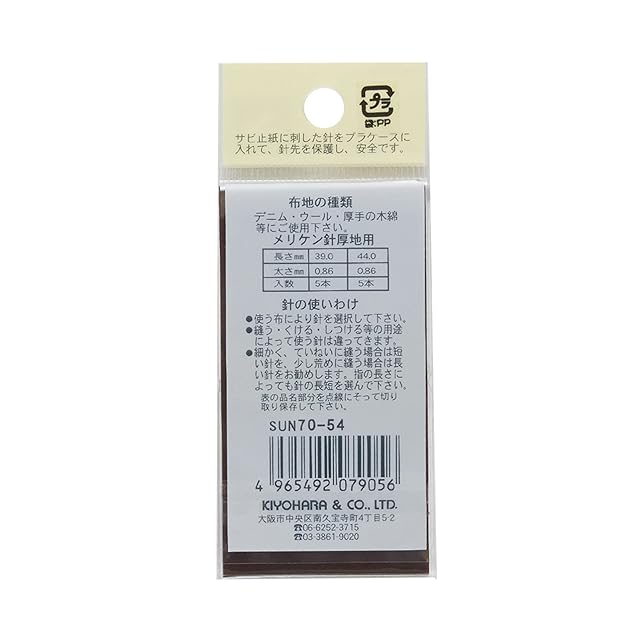 プラ
PP
サビ止紙に刺した針をプラケースに
入れて、針先を保護し、安全です。
布地の種類
デニム・ウール・厚手の木綿
等にご使用下さい。
メリケン針厚地用
長さmm 39.0 44.0
太さmm 0.86 0.86
入数 5本 5本
針の使いわけ
●使う布により針を選択して下さい。
●縫う・くける・しつける等の用途
によって使う針は違ってきます。
●細かく、ていねいに縫う場合は短
い針を、少し荒めに縫う場合は長
い針をお勧めします。指の長さに
よっても針の長短を選んで下さい。
表の品名部分を点線にそって切り
取り保存して下さい。
SUN70-54
4 965492 079056
KIYOHARA & CO., LTD.
大阪市中央区南久宝寺町4丁目5-2
☎06-6252-3715
☎03-3861-9020